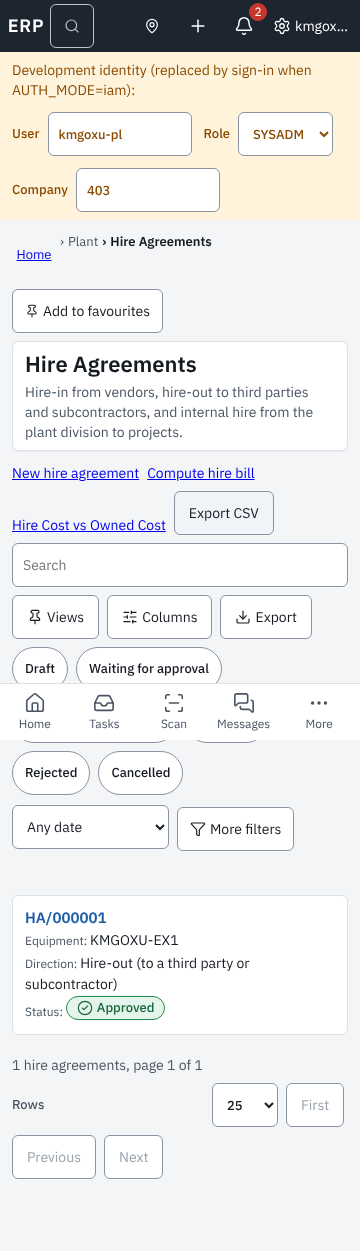 ERP
2
kmgox...
Development identity (replaced by sign-in when
AUTH_MODE=iam):
User
kmgoxu-pl
Role
SYSADM
Company
403
Home
› Plant › Hire Agreements
Add to favourites
Hire Agreements
Hire-in from vendors, hire-out to third parties
and subcontractors, and internal hire from the
plant division to projects.
New hire agreement
Compute hire bill
Hire Cost vs Owned Cost
Export CSV
Search
Views
Columns
Export
Draft
Waiting for approval
Home
Tasks
Scan
Messages
More
Rejected
Cancelled
Any date
More filters
HA/000001
Equipment: KMGOXU-EX1
Direction: Hire-out (to a third party or
subcontractor)
Status: Approved
1 hire agreements, page 1 of 1
Rows
25
First
Previous
Next